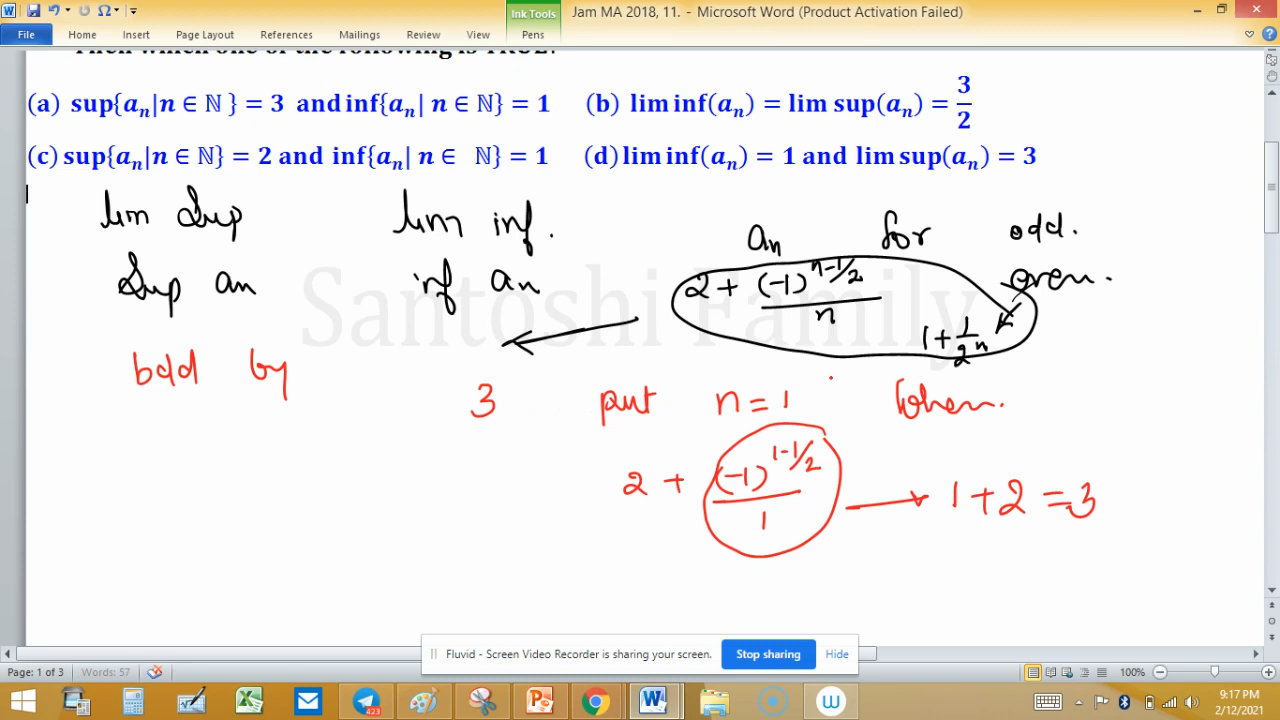 Jam MA 2018, 11. - Microsoft Word (Product Activation Failed)
Ink Tools
File Home Insert Page Layout References Mailings Review View Pens
(a) sup{aₙ|n ∈ ℕ } = 3 and inf{aₙ| n ∈ ℕ} = 1 (b) lim inf(aₙ) = lim sup(aₙ) = 3/2
(c) sup{aₙ|n ∈ ℕ} = 2 and inf{aₙ| n ∈ ℕ} = 1 (d) lim inf(aₙ) = 1 and lim sup(aₙ) = 3
lim Sup lim inf. an for odd.
Sup an inf an 2 + (-1)^(n-1/2) / n even.
1 + 1/2ⁿ
bdd by 3 put n = 1 when.
2 + (-1)^(1-1/2) / 1 → 1 + 2 = 3
Santoshi Family
Fluvid - Screen Video Recorder is sharing your screen. Stop sharing Hide
Page: 1 of 3 Words: 57 100%
423
9:17 PM
2/12/2021